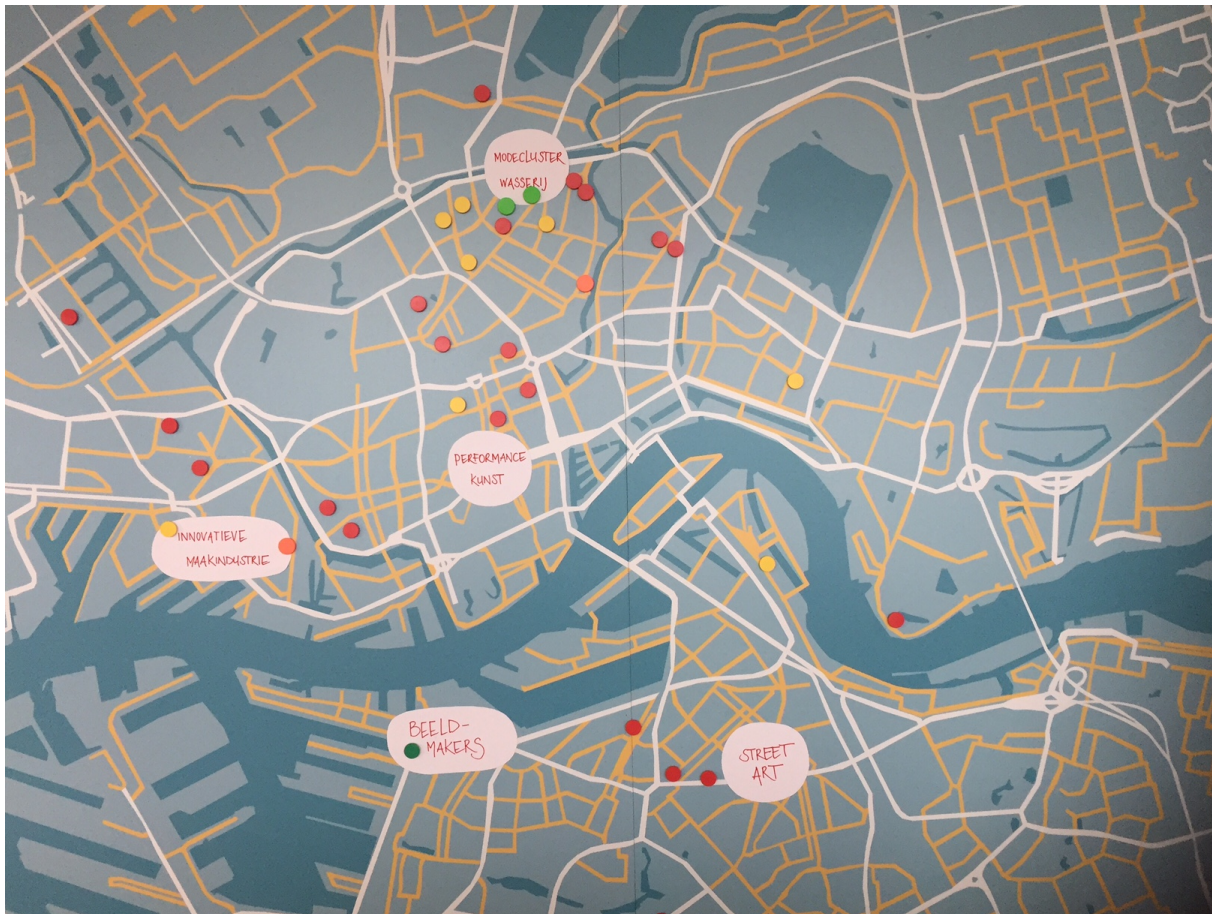 MODECLUSTER
WASSERIJ
PERFORMANCE
KUNST
INNOVATIEVE
MAAKINDUSTRIE
BEELD-
MAKERS
STREET
ART